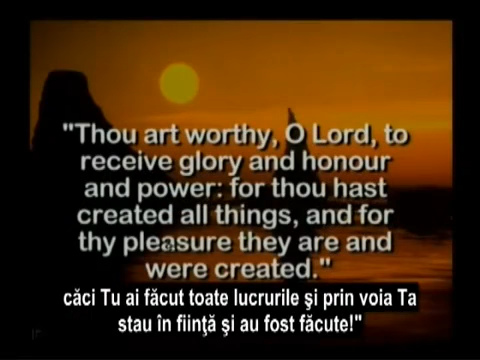 "Thou art worthy, O Lord, to
receive glory and honour
and power: for thou hast
created all things, and for
thy pleasure they are and
were created."
căci Tu ai făcut toate lucrurile şi prin voia Ta
stau în fiinţă şi au fost făcute!"